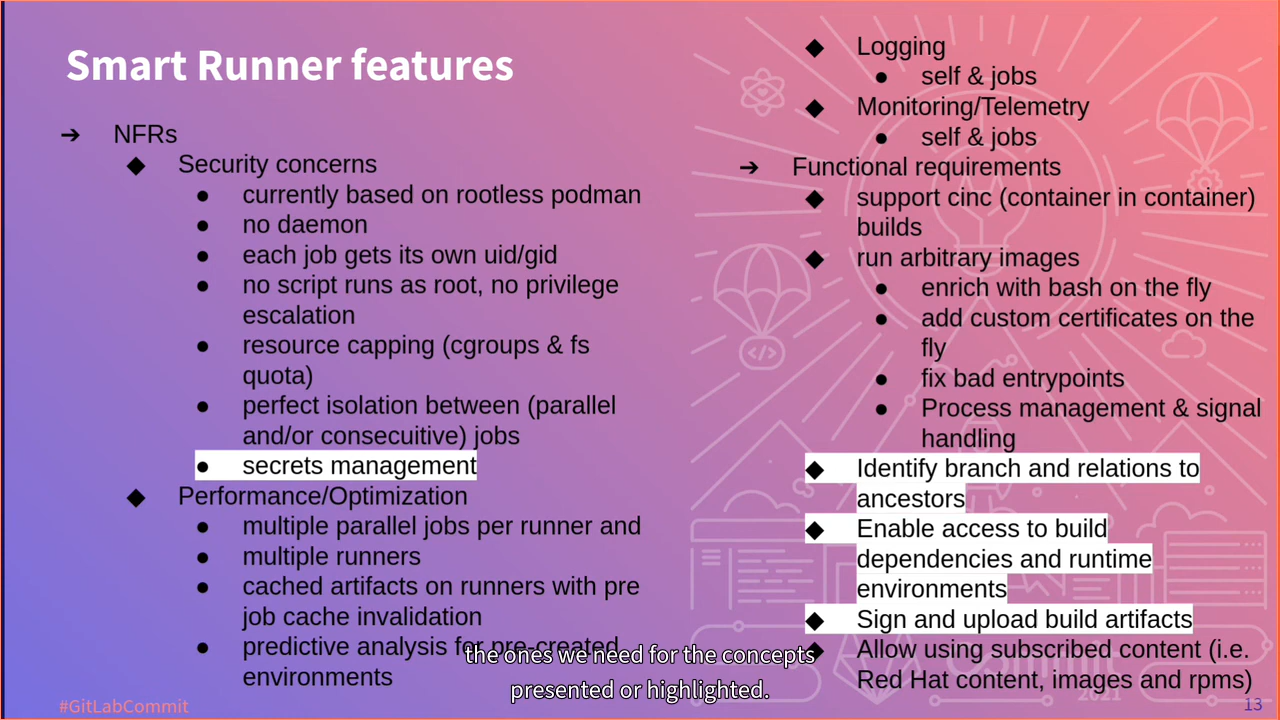 Smart Runner features
➔ NFRs
◆ Security concerns
● currently based on rootless podman
● no daemon
● each job gets its own uid/gid
● no script runs as root, no privilege
escalation
● resource capping (cgroups & fs
quota)
● perfect isolation between (parallel
and/or consecuitive) jobs
● secrets management
◆ Performance/Optimization
● multiple parallel jobs per runner and
● multiple runners
● cached artifacts on runners with pre
job cache invalidation
● predictive analysis for pre-created
environments
◆ Logging
● self & jobs
◆ Monitoring/Telemetry
● self & jobs
➔ Functional requirements
◆ support cinc (container in container)
builds
◆ run arbitrary images
● enrich with bash on the fly
● add custom certificates on the
fly
● fix bad entrypoints
● Process management & signal
handling
◆ Identify branch and relations to
ancestors
◆ Enable access to build
dependencies and runtime
environments
◆ Sign and upload build artifacts
◆ Allow using subscribed content (i.e.
Red Hat content, images and rpms)
the ones we need for the concepts
presented or highlighted.
Commit
2021
#GitLabCommit
13